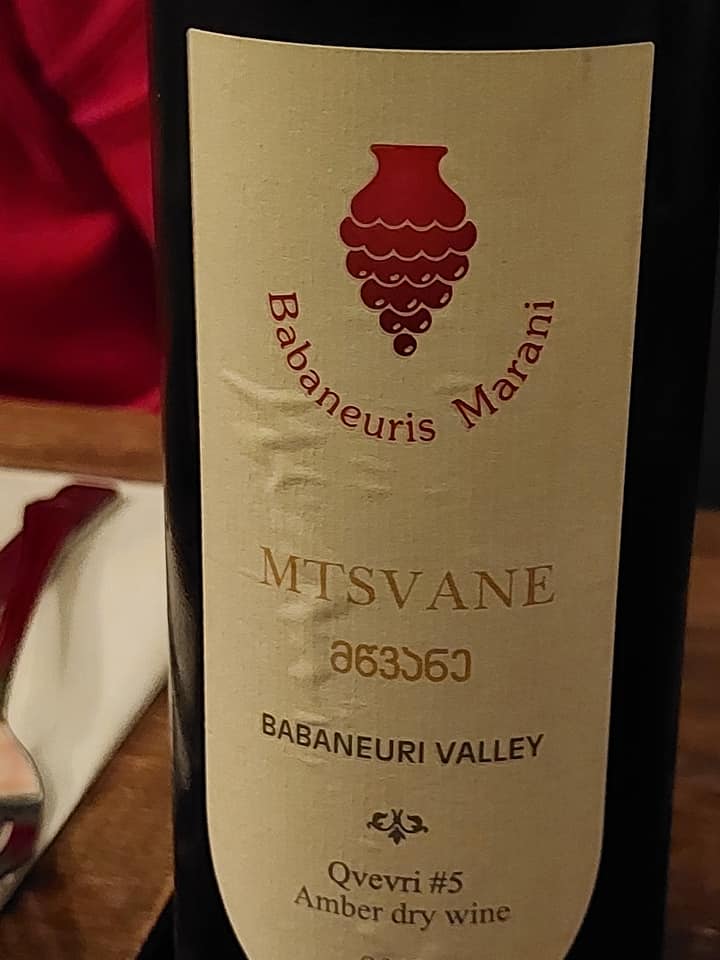 Babaneuris Marani
MTSVANE
მწვანე
BABANEURI VALLEY
Qvevri #5
Amber dry wine